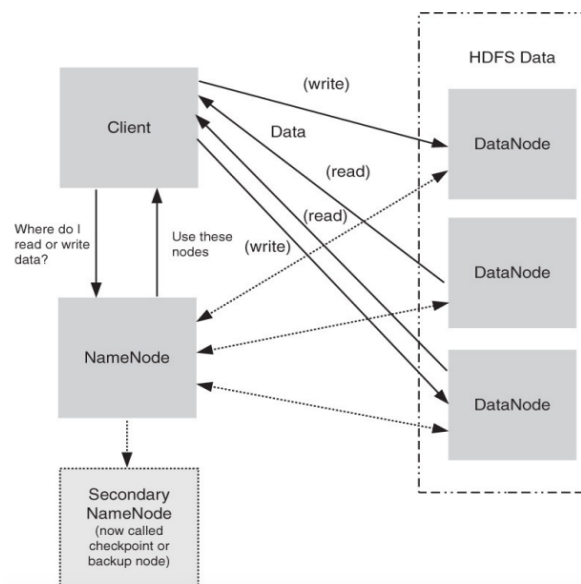 HDFS Data
(write)
Client
Data
DataNode
(read)
Where do I
read or write
data?
Use these
nodes
(read)
(write)
DataNode
NameNode
DataNode
Secondary
NameNode
(now called
checkpoint or
backup node)